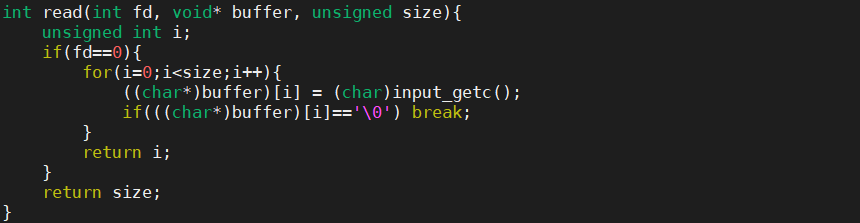 int read(int fd, void* buffer, unsigned size){
    unsigned int i;
    if(fd==0){
        for(i=0;i<size;i++){
            ((char*)buffer)[i] = (char)input_getc();
            if(((char*)buffer)[i]=='\0') break;
        }
        return i;
    }
    return size;
}